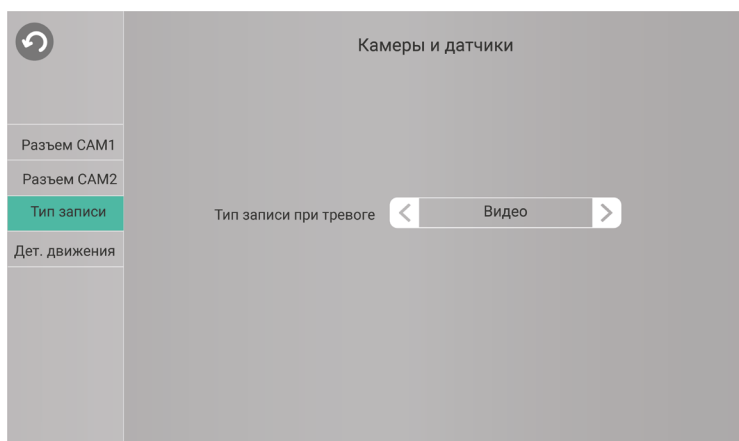 Камеры и датчики
Разъем CAM1
Разъем CAM2
Тип записи
Дет. движения
Тип записи при тревоге
Видео